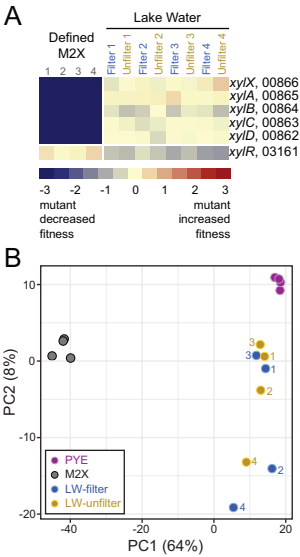 A
Lake Water
Defined
M2X
Filter 1
Unfilter 1
Filter 2
Unfilter 2
Filter 3
Unfilter 3
Filter 4
Unfilter 4
1 2 3 4
xylX, 00866
xylA, 00865
xylB, 00864
xylC, 00863
xylD, 00862
xylR, 03161
-3 -2 -1 0 1 2 3
mutant decreased fitness
mutant increased fitness
B
PC2 (8%)
10
0
-10
-20
3
3
1
1
2
4
2
4
PYE
M2X
LW-filter
LW-unfilter
-40 -20 0 20
PC1 (64%)